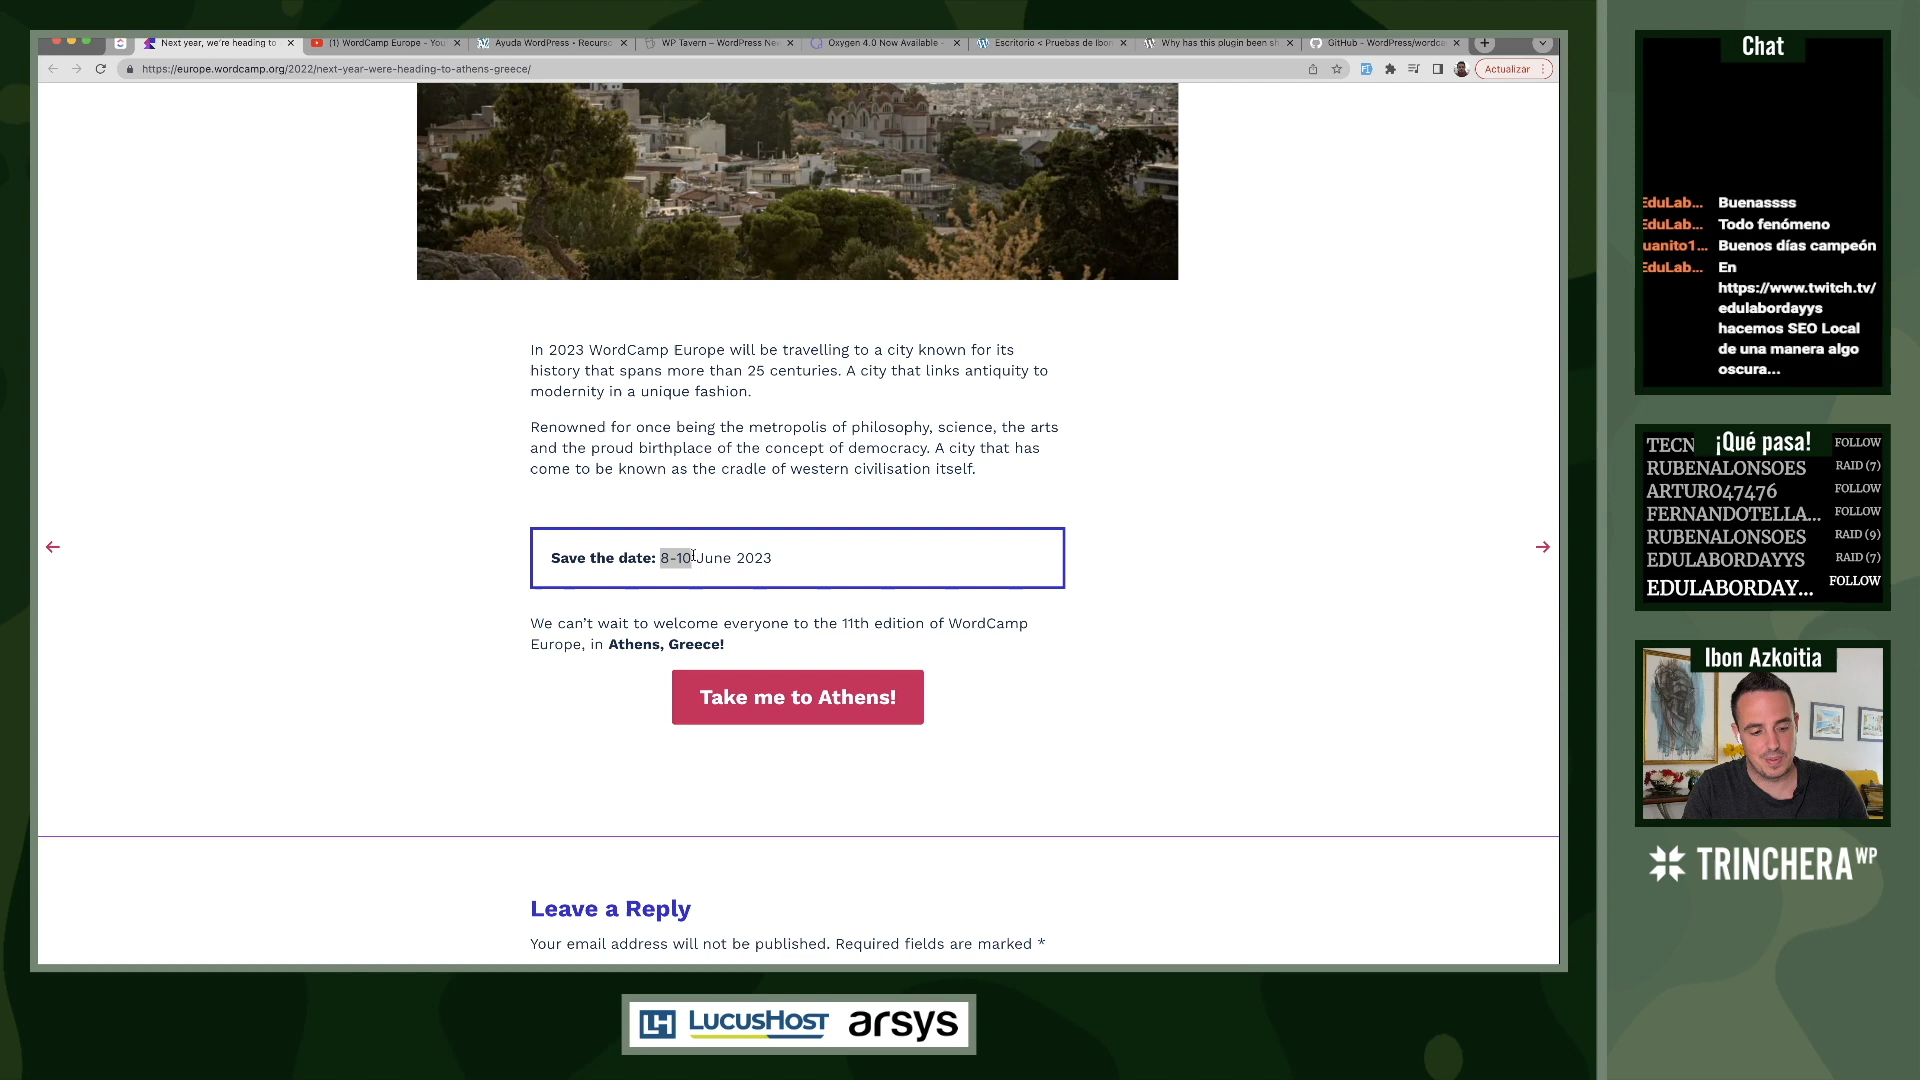 Next year, we're heading to
(1) WordCamp Europe - You
Ayuda WordPress - Recurso
WP Tavern – WordPress Ne
Oxygen 4.0 Now Available -
Escritorio < Pruebas de Ibon
Why has this plugin been sh
GitHub - WordPress/wordca
https://europe.wordcamp.org/2022/next-year-were-heading-to-athens-greece/
Actualizar
In 2023 WordCamp Europe will be travelling to a city known for its
history that spans more than 25 centuries. A city that links antiquity to
modernity in a unique fashion.
Renowned for once being the metropolis of philosophy, science, the arts
and the proud birthplace of the concept of democracy. A city that has
come to be known as the cradle of western civilisation itself.
Save the date: 8-10 June 2023
We can't wait to welcome everyone to the 11th edition of WordCamp
Europe, in Athens, Greece!
Take me to Athens!
Leave a Reply
Your email address will not be published. Required fields are marked *
LH LUCUSHOST arsys
Chat
EduLab... Buenassss
EduLab... Todo fenómeno
uanito1... Buenos días campeón
EduLab... En
https://www.twitch.tv/
edulabordayys
hacemos SEO Local
de una manera algo
oscura...
¡Qué pasa!
TECN FOLLOW
RUBENALONSOES RAID (7)
ARTURO47476 FOLLOW
FERNANDOTELLA... FOLLOW
RUBENALONSOES RAID (9)
EDULABORDAYYS RAID (7)
EDULABORDAY... FOLLOW
Ibon Azkoitia
TRINCHERA WP